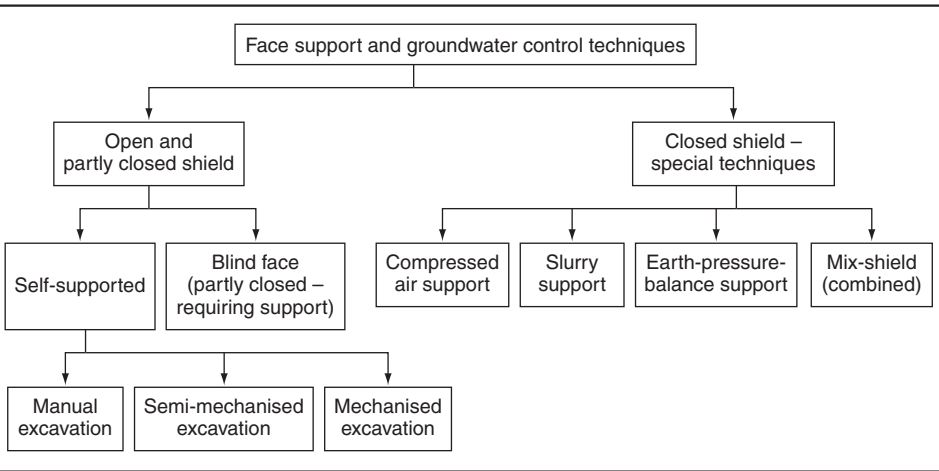 Face support and groundwater control techniques
Open and
partly closed shield
Closed shield –
special techniques
Self-supported
Blind face
(partly closed –
requiring support)
Compressed
air support
Slurry
support
Earth-pressure-
balance support
Mix-shield
(combined)
Manual
excavation
Semi-mechanised
excavation
Mechanised
excavation